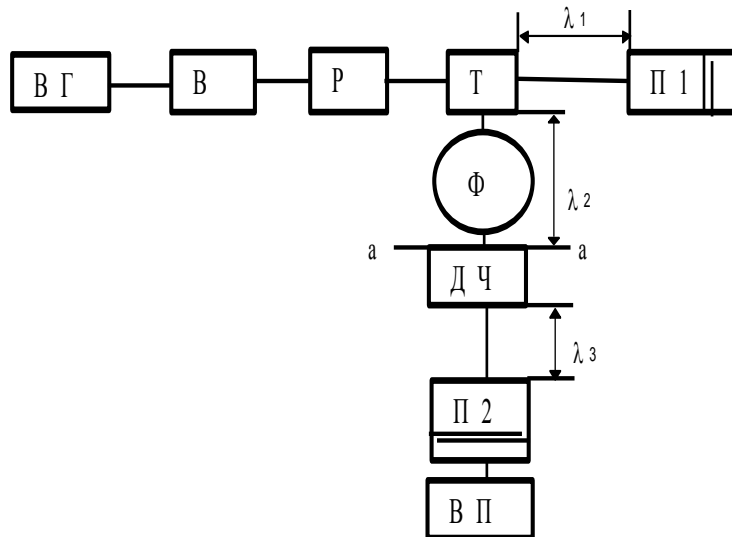 λ 1
В Г В Р Т П 1
Ф
λ 2
а а
Д Ч
λ 3
П 2
В П